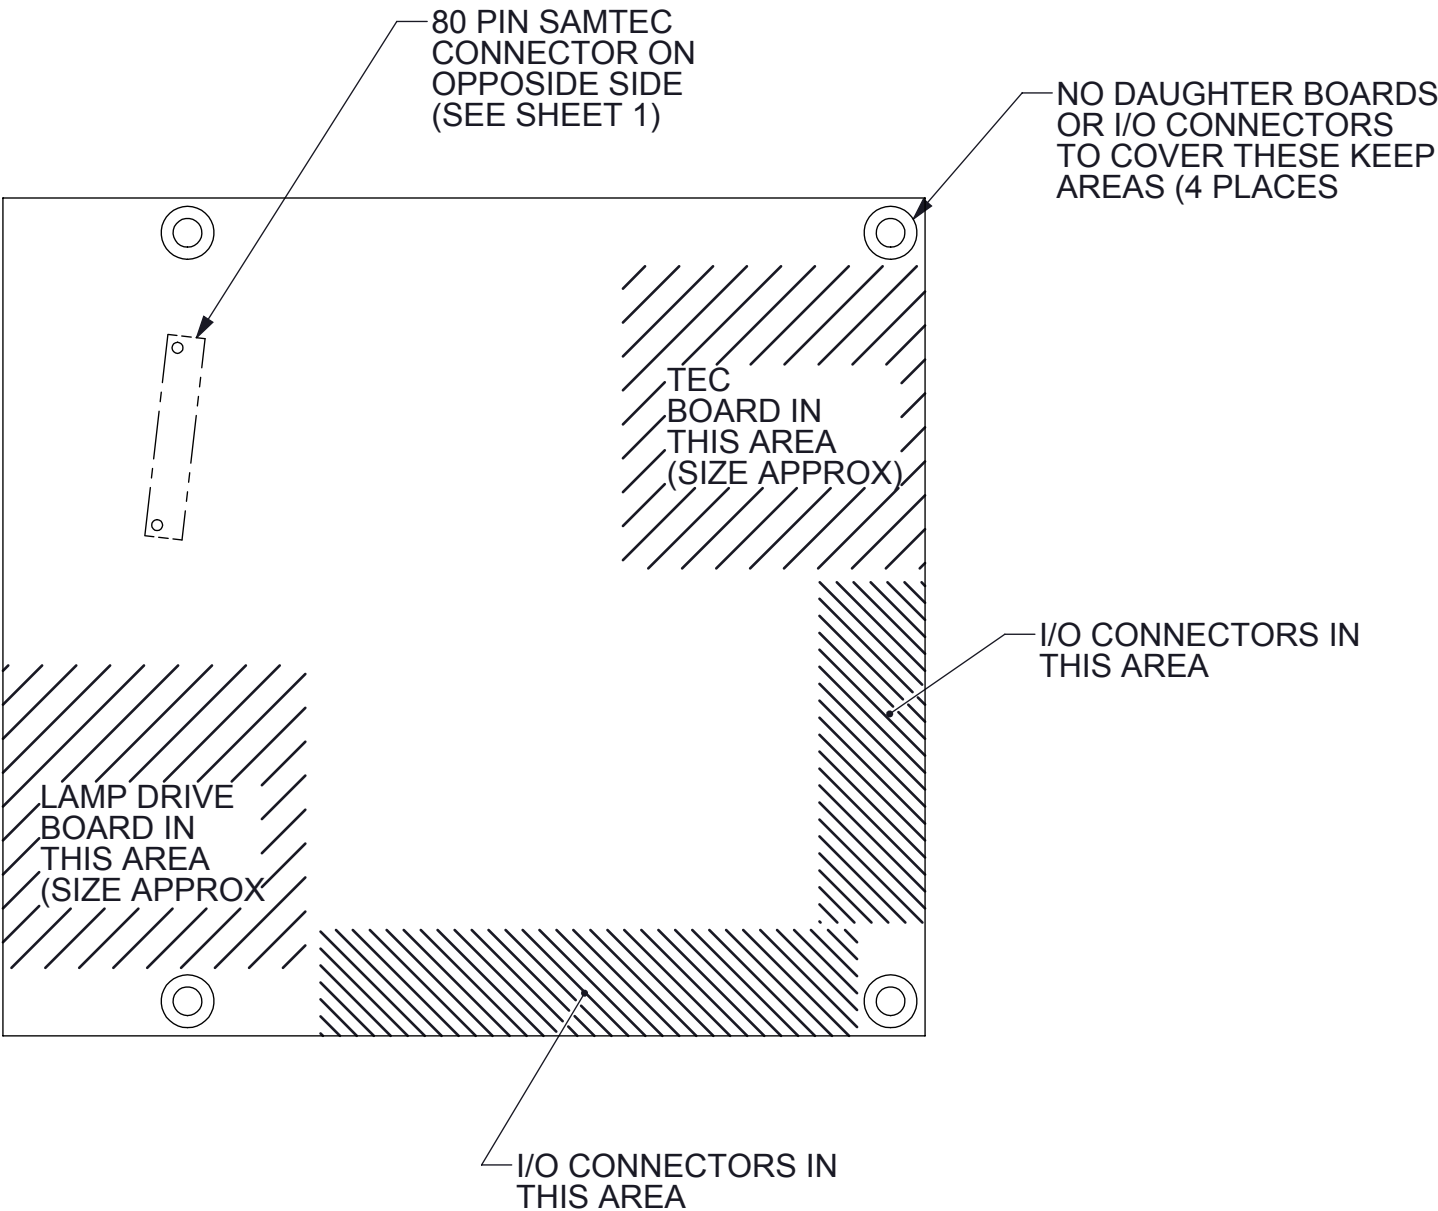 80 PIN SAMTEC
CONNECTOR ON
OPPOSIDE SIDE
(SEE SHEET 1)
NO DAUGHTER BOARDS
OR I/O CONNECTORS
TO COVER THESE KEEP
AREAS (4 PLACES
TEC
BOARD IN
THIS AREA
(SIZE APPROX)
I/O CONNECTORS IN
THIS AREA
LAMP DRIVE
BOARD IN
THIS AREA
(SIZE APPROX
I/O CONNECTORS IN
THIS AREA